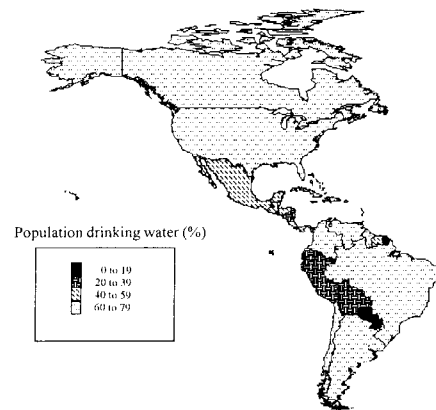 Population drinking water (%)
0 to 19
20 to 39
40 to 59
60 to 79